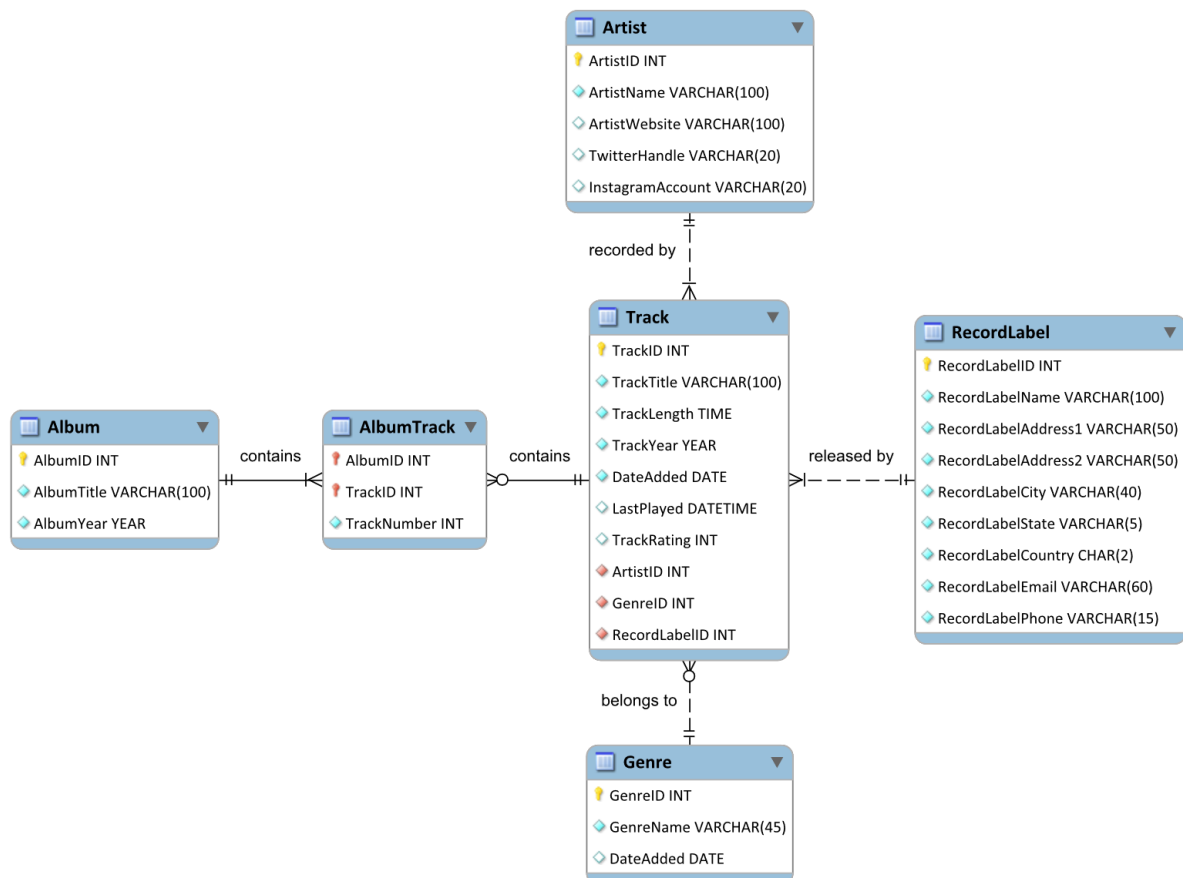 Artist
ArtistID INT
ArtistName VARCHAR(100)
ArtistWebsite VARCHAR(100)
TwitterHandle VARCHAR(20)
InstagramAccount VARCHAR(20)
recorded by
Track
TrackID INT
TrackTitle VARCHAR(100)
TrackLength TIME
TrackYear YEAR
DateAdded DATE
LastPlayed DATETIME
TrackRating INT
ArtistID INT
GenreID INT
RecordLabelID INT
RecordLabel
RecordLabelID INT
RecordLabelName VARCHAR(100)
RecordLabelAddress1 VARCHAR(50)
RecordLabelAddress2 VARCHAR(50)
RecordLabelCity VARCHAR(40)
RecordLabelState VARCHAR(5)
RecordLabelCountry CHAR(2)
RecordLabelEmail VARCHAR(60)
RecordLabelPhone VARCHAR(15)
released by
Album
AlbumID INT
AlbumTitle VARCHAR(100)
AlbumYear YEAR
contains
AlbumTrack
AlbumID INT
TrackID INT
TrackNumber INT
contains
belongs to
Genre
GenreID INT
GenreName VARCHAR(45)
DateAdded DATE